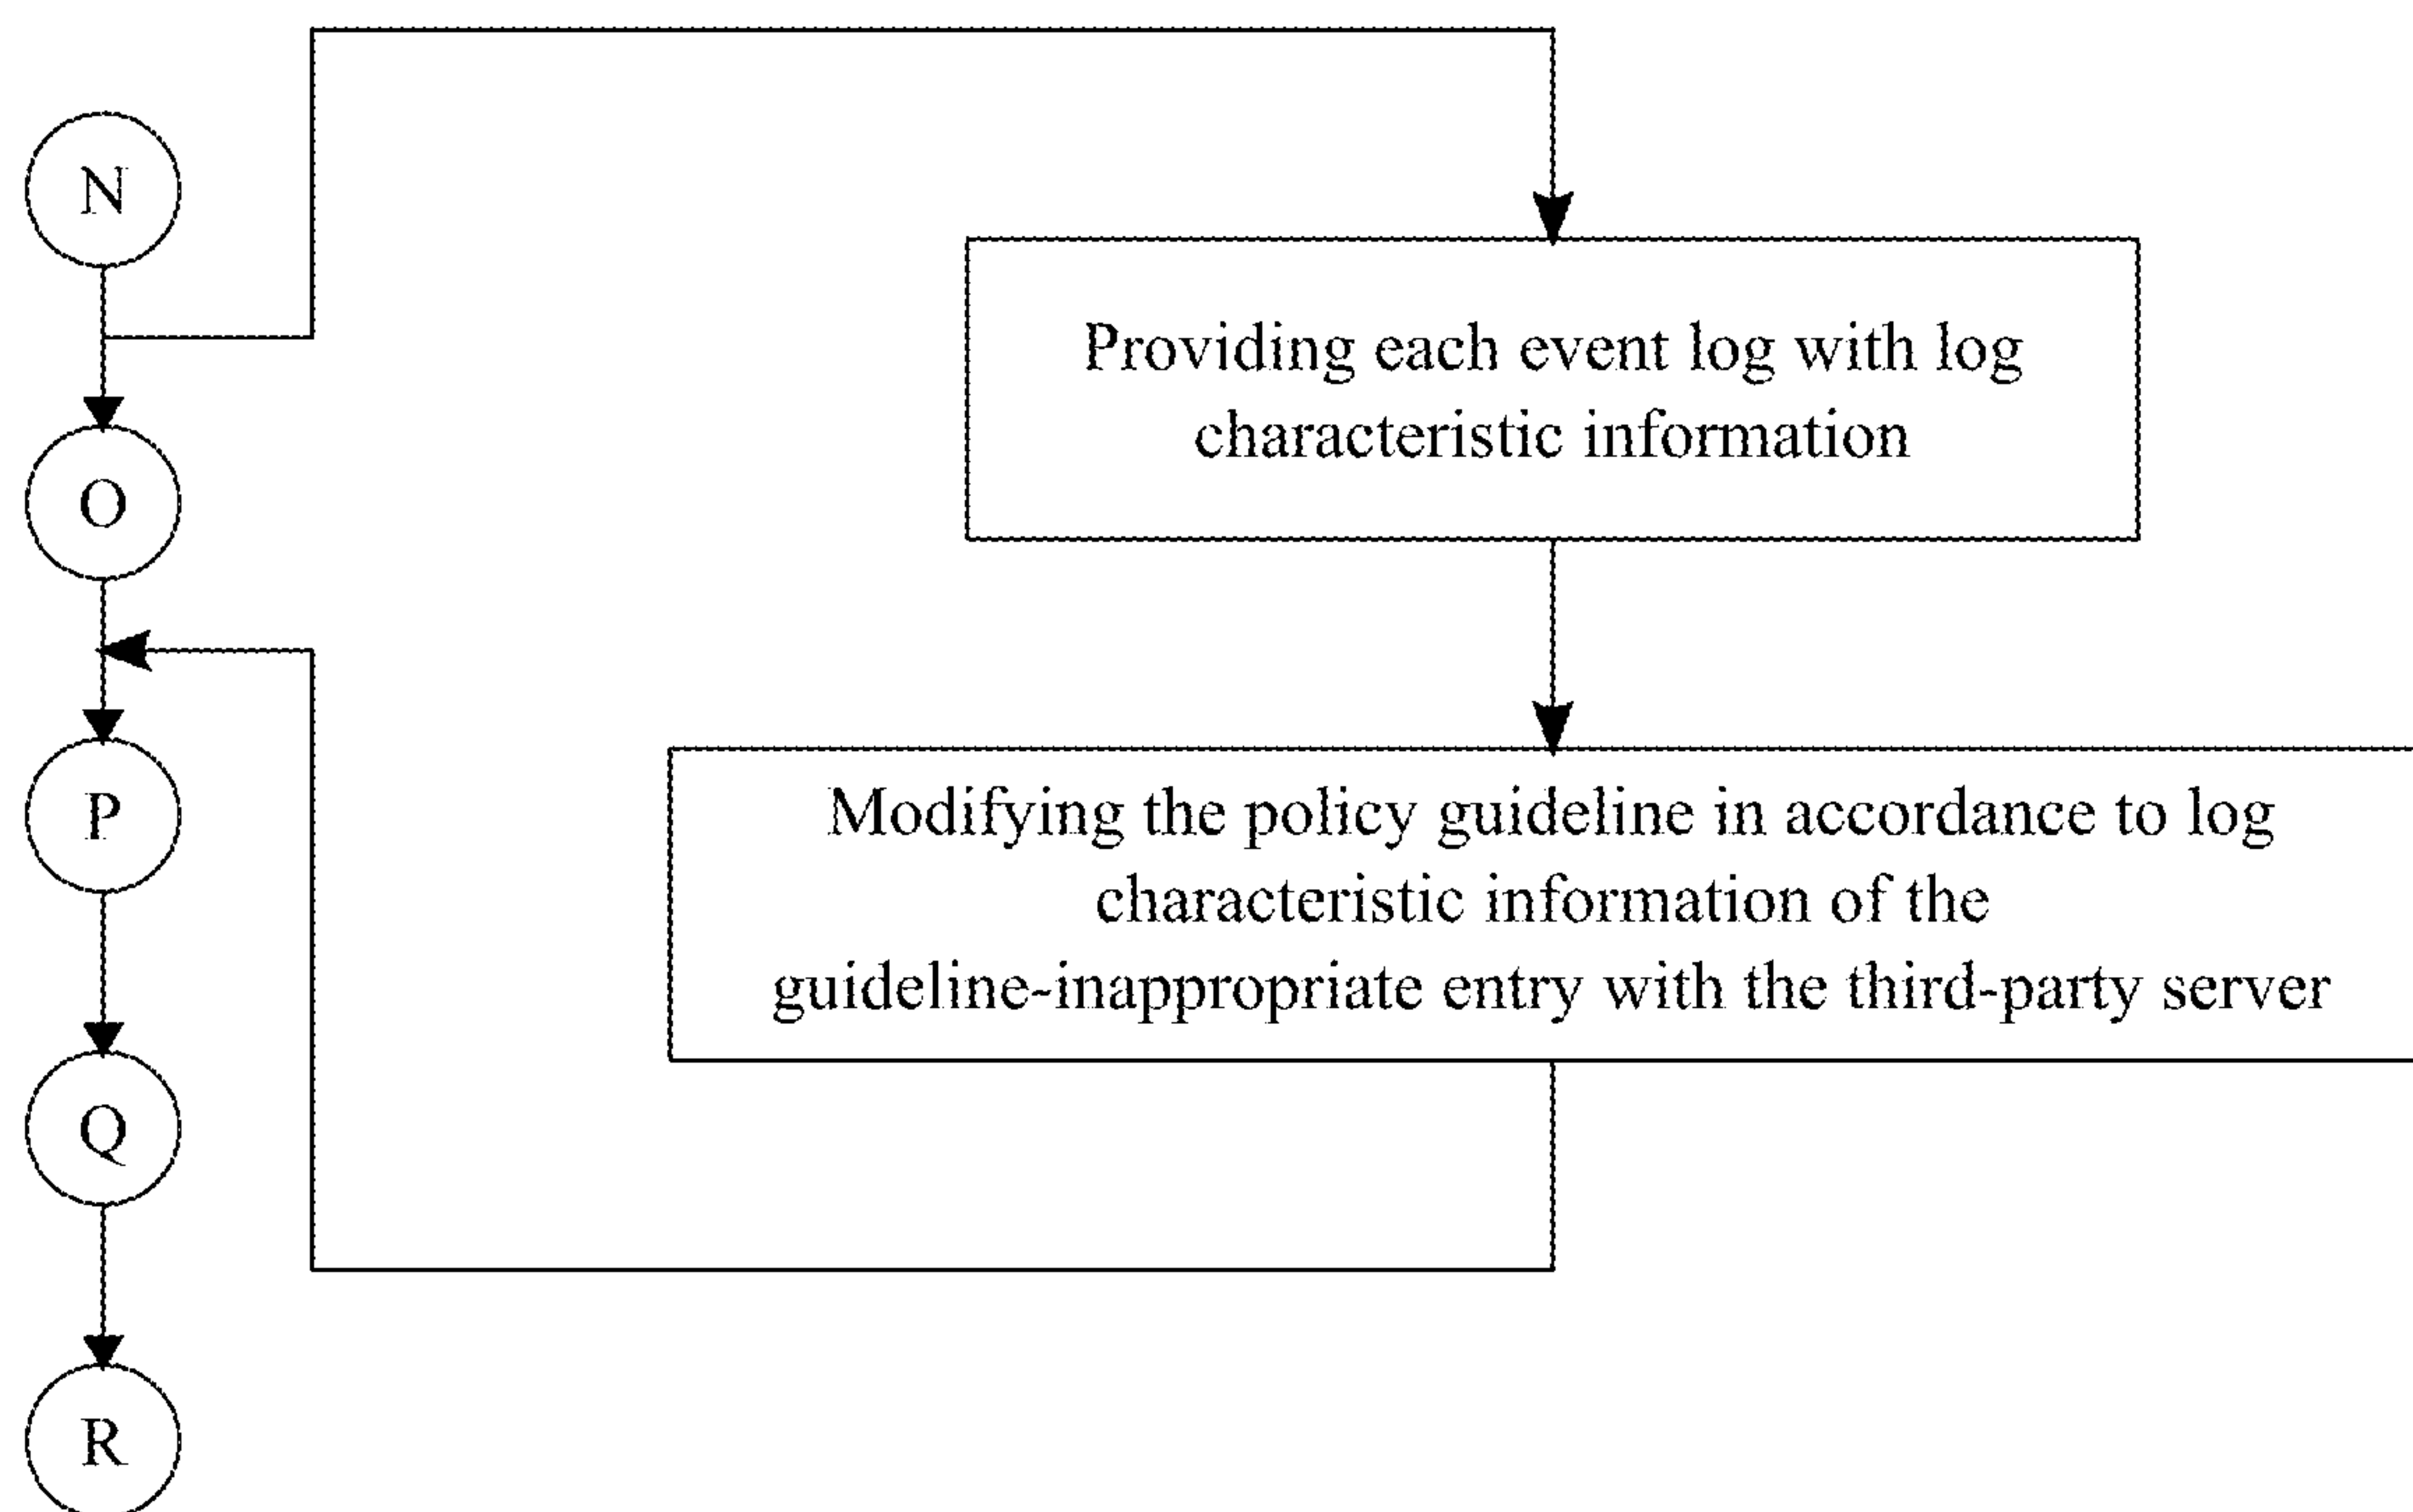 N
O
P
Q
R
Providing each event log with log
characteristic information
Modifying the policy guideline in accordance to log
characteristic information of the
guideline-inappropriate entry with the third-party server